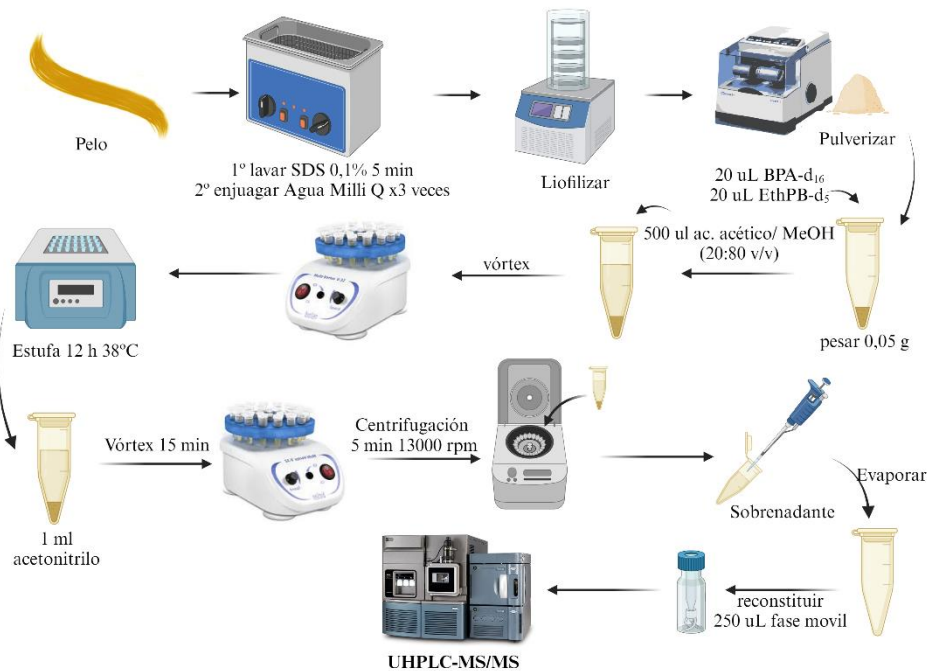 Pelo
1º lavar SDS 0,1% 5 min
2º enjuagar Agua Milli Q x3 veces
Liofilizar
Pulverizar
20 uL BPA-d16
20 uL EthPB-d5
pesar 0,05 g
500 ul ac. acético/ MeOH
(20:80 v/v)
vórtex
Estufa 12 h 38ºC
1 ml
acetonitrilo
Vórtex 15 min
Centrifugación
5 min 13000 rpm
Sobrenadante
Evaporar
reconstituir
250 uL fase movil
UHPLC-MS/MS